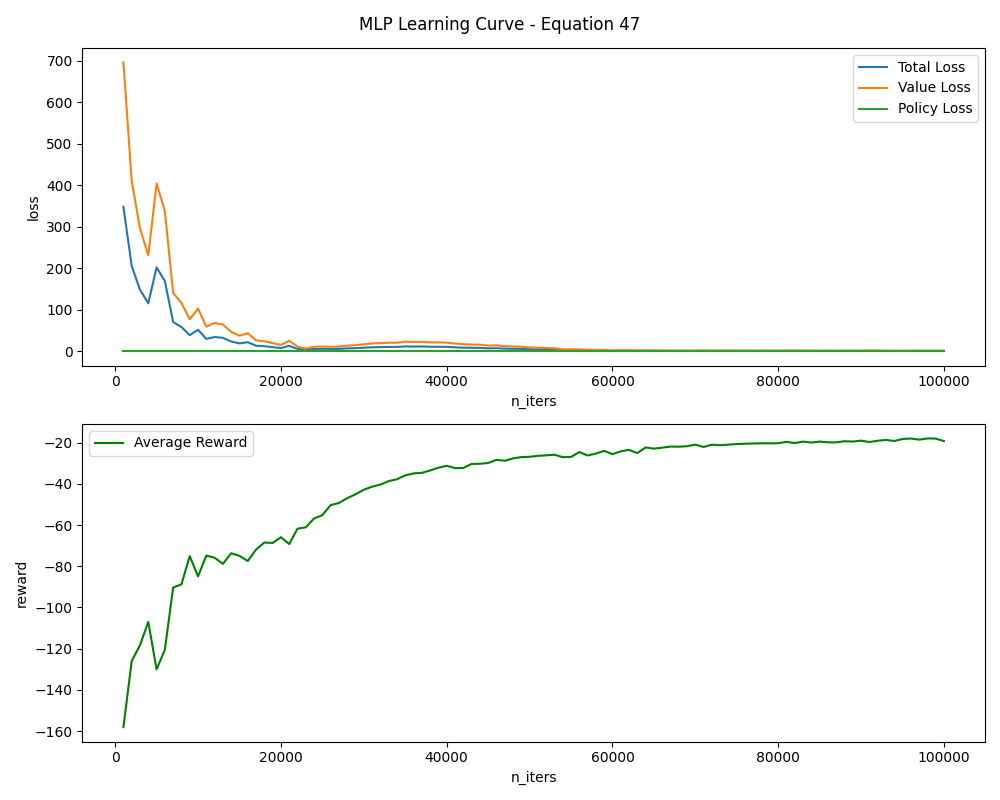 MLP Learning Curve - Equation 47
700
600
500
400
300
200
100
0
loss
Total Loss
Value Loss
Policy Loss
0 20000 40000 60000 80000 100000
n_iters
−20
−40
−60
−80
−100
−120
−140
−160
reward
Average Reward
0 20000 40000 60000 80000 100000
n_iters